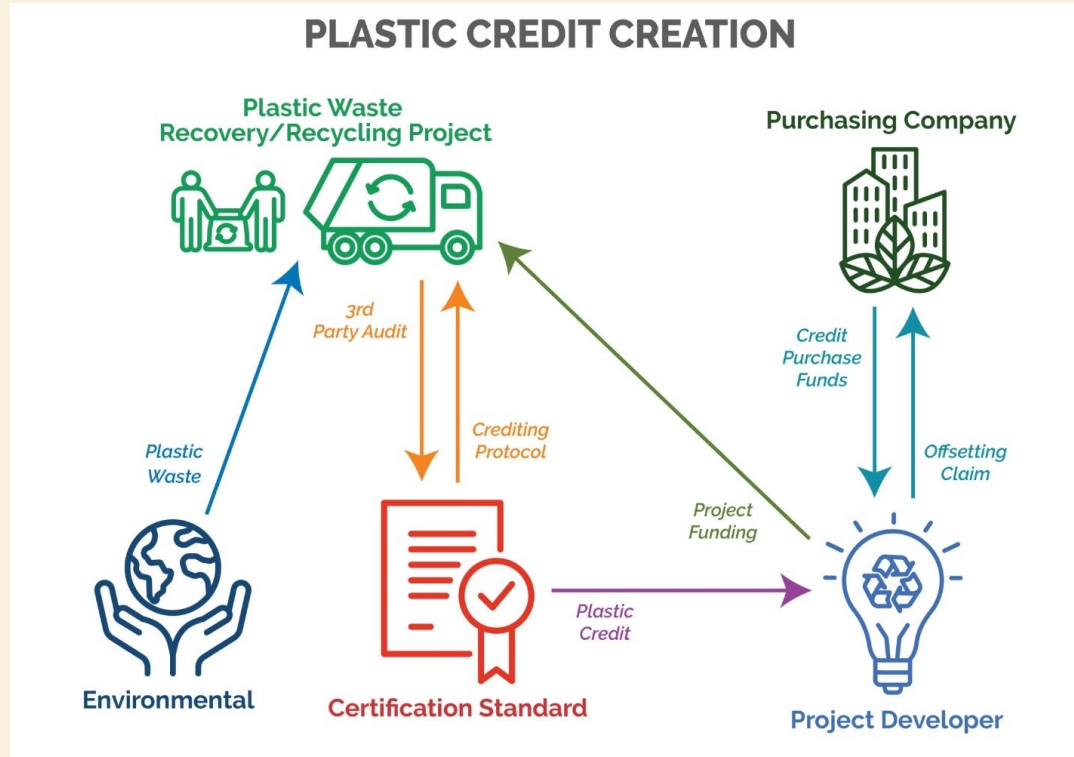 PLASTIC CREDIT CREATION
Plastic Waste
Recovery/Recycling Project
Purchasing Company
3rd
Party Audit
Credit
Purchase
Funds
Crediting
Protocol
Offsetting
Claim
Plastic
Waste
Project
Funding
Plastic
Credit
Environmental
Certification Standard
Project Developer